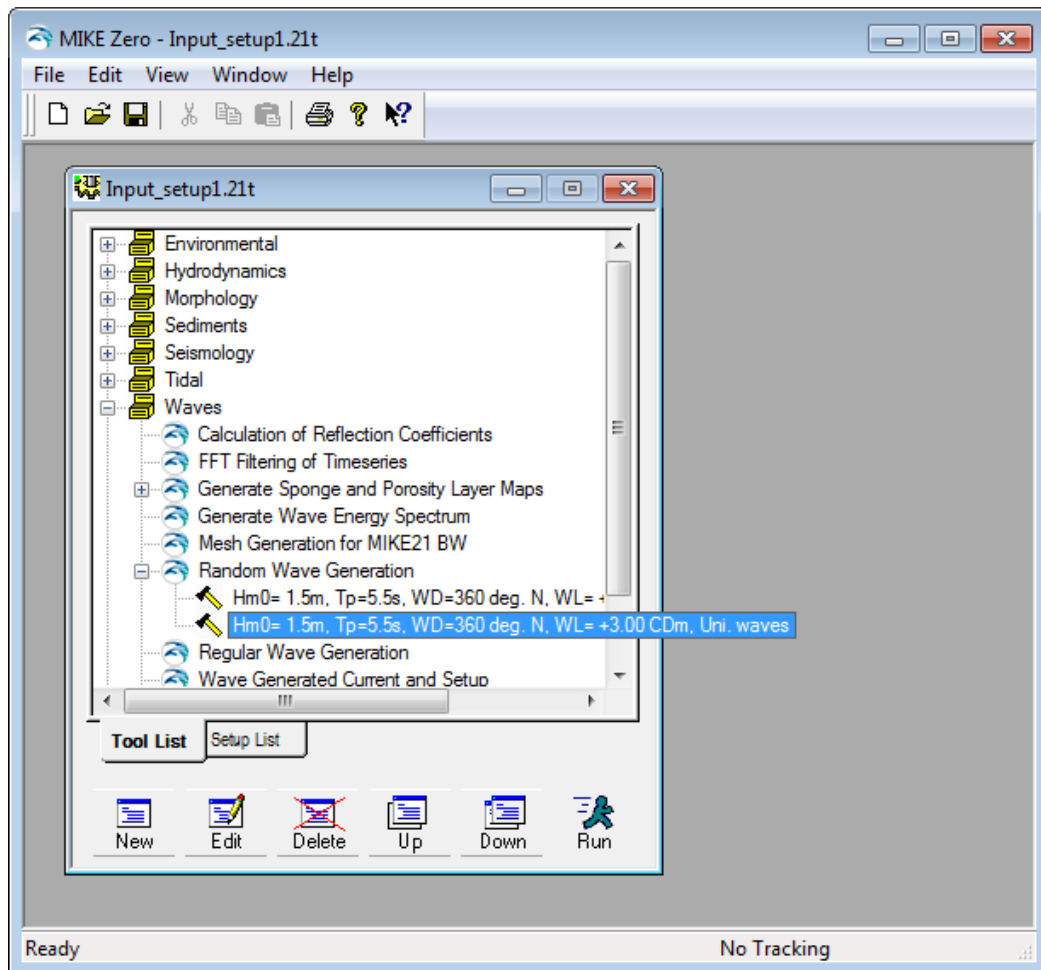 MIKE Zero - Input_setup1.21t
File Edit View Window Help
Input_setup1.21t
Environmental
Hydrodynamics
Morphology
Sediments
Seismology
Tidal
Waves
Calculation of Reflection Coefficients
FFT Filtering of Timeseries
Generate Sponge and Porosity Layer Maps
Generate Wave Energy Spectrum
Mesh Generation for MIKE21 BW
Random Wave Generation
Hm0= 1.5m, Tp=5.5s, WD=360 deg. N, WL= +
Hm0= 1.5m, Tp=5.5s, WD=360 deg. N, WL= +3.00 CDm, Uni. waves
Regular Wave Generation
Wave Generated Current and Setup
Tool List Setup List
New Edit Delete Up Down Run
Ready No Tracking